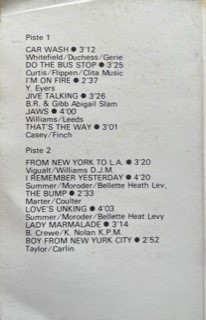 Piste 1
CAR WASH ● 3'12
Whitefield/Duchess/Gerie
DO THE BUS STOP ● 3'25
Curtis/Flippen/Clita Music
I'M ON FIRE ● 2'37
Y. Eyers
JIVE TALKING ● 3'26
B.R. & Gibb Abigail Slam
JAWS ● 4'00
Williams/Leeds
THAT'S THE WAY ● 3'01
Casey/Finch
Piste 2
FROM NEW YORK TO L.A. ● 3'20
Vigualt/Williams D.J.M.
I REMEMBER YESTERDAY ● 4'20
Summer/Moroder/Bellette Heath Lev,
THE BUMP ● 2'33
Marter/Coulter
LOVE'S UNKING ● 4'03
Summer/Moroder/Bellette Heat Levy
LADY MARMALADE ● 3'14
B. Crewe/K. Nolan K.P.M.
BOY FROM NEW YURK CITY ● 2'52
Taylor/Carlin